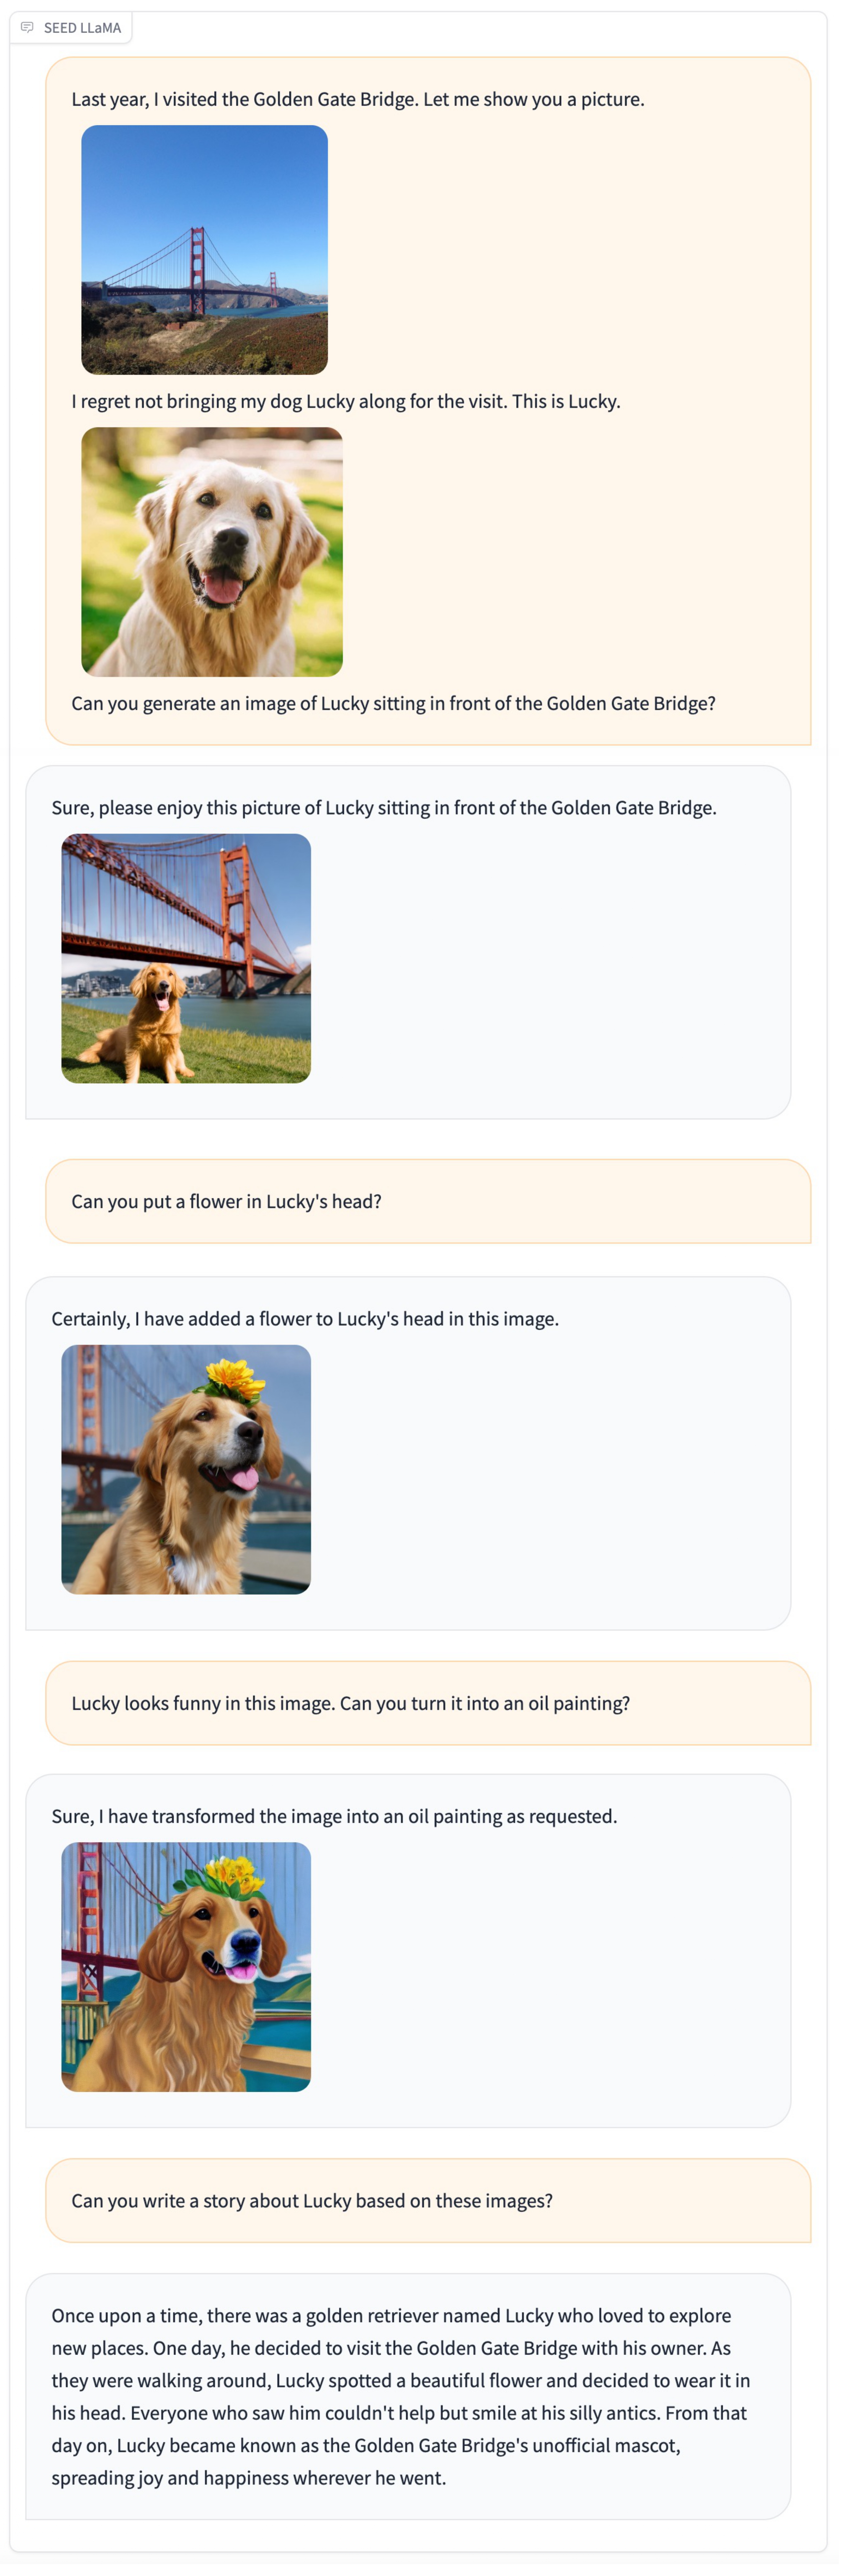 SEED LLaMA
Last year, I visited the Golden Gate Bridge. Let me show you a picture.
I regret not bringing my dog Lucky along for the visit. This is Lucky.
Can you generate an image of Lucky sitting in front of the Golden Gate Bridge?
Sure, please enjoy this picture of Lucky sitting in front of the Golden Gate Bridge.
Can you put a flower in Lucky's head?
Certainly, I have added a flower to Lucky's head in this image.
Lucky looks funny in this image. Can you turn it into an oil painting?
Sure, I have transformed the image into an oil painting as requested.
Can you write a story about Lucky based on these images?
Once upon a time, there was a golden retriever named Lucky who loved to explore
new places. One day, he decided to visit the Golden Gate Bridge with his owner. As
they were walking around, Lucky spotted a beautiful flower and decided to wear it in
his head. Everyone who saw him couldn't help but smile at his silly antics. From that
day on, Lucky became known as the Golden Gate Bridge's unofficial mascot,
spreading joy and happiness wherever he went.